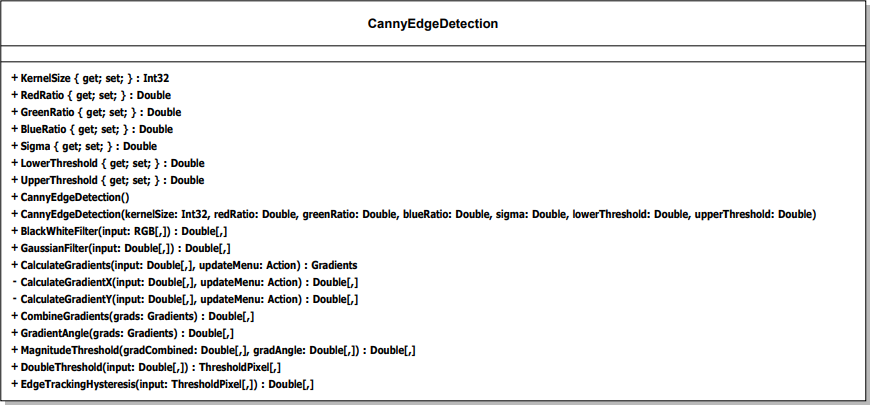 CannyEdgeDetection
+ KernelSize { get; set; } : Int32
+ RedRatio { get; set; } : Double
+ GreenRatio { get; set; } : Double
+ BlueRatio { get; set; } : Double
+ Sigma { get; set; } : Double
+ LowerThreshold { get; set; } : Double
+ UpperThreshold { get; set; } : Double
+ CannyEdgeDetection()
+ CannyEdgeDetection(kernelSize: Int32, redRatio: Double, greenRatio: Double, blueRatio: Double, sigma: Double, lowerThreshold: Double, upperThreshold: Double)
+ BlackWhiteFilter(input: RGB[,]) : Double[,]
+ GaussianFilter(input: Double[,]) : Double[,]
+ CalculateGradients(input: Double[,], updateMenu: Action) : Gradients
- CalculateGradientX(input: Double[,], updateMenu: Action) : Double[,]
- CalculateGradientY(input: Double[,], updateMenu: Action) : Double[,]
+ CombineGradients(grads: Gradients) : Double[,]
+ GradientAngle(grads: Gradients) : Double[,]
+ MagnitudeThreshold(gradCombined: Double[,], gradAngle: Double[,]) : Double[,]
+ DoubleThreshold(input: Double[,]) : ThresholdPixel[,]
+ EdgeTrackingHysteresis(input: ThresholdPixel[,]) : Double[,]